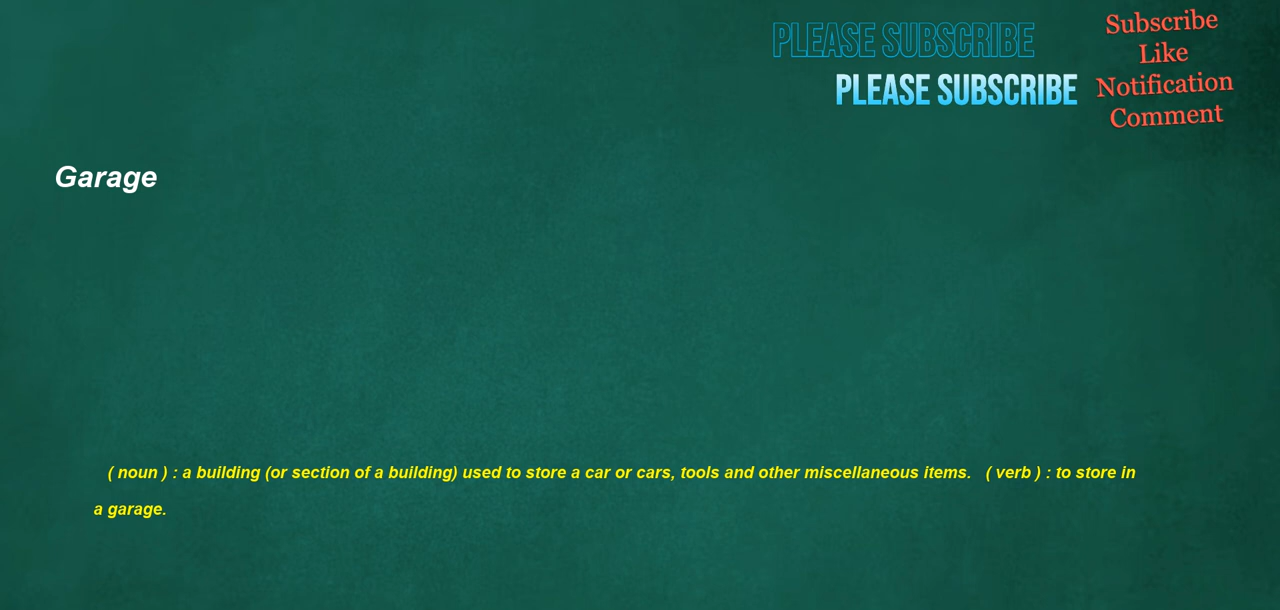 PLEASE SUBSCRIBE
PLEASE SUBSCRIBE
Subscribe
Like
Notification
Comment
Garage
( noun ) : a building (or section of a building) used to store a car or cars, tools and other miscellaneous items. ( verb ) : to store in
a garage.